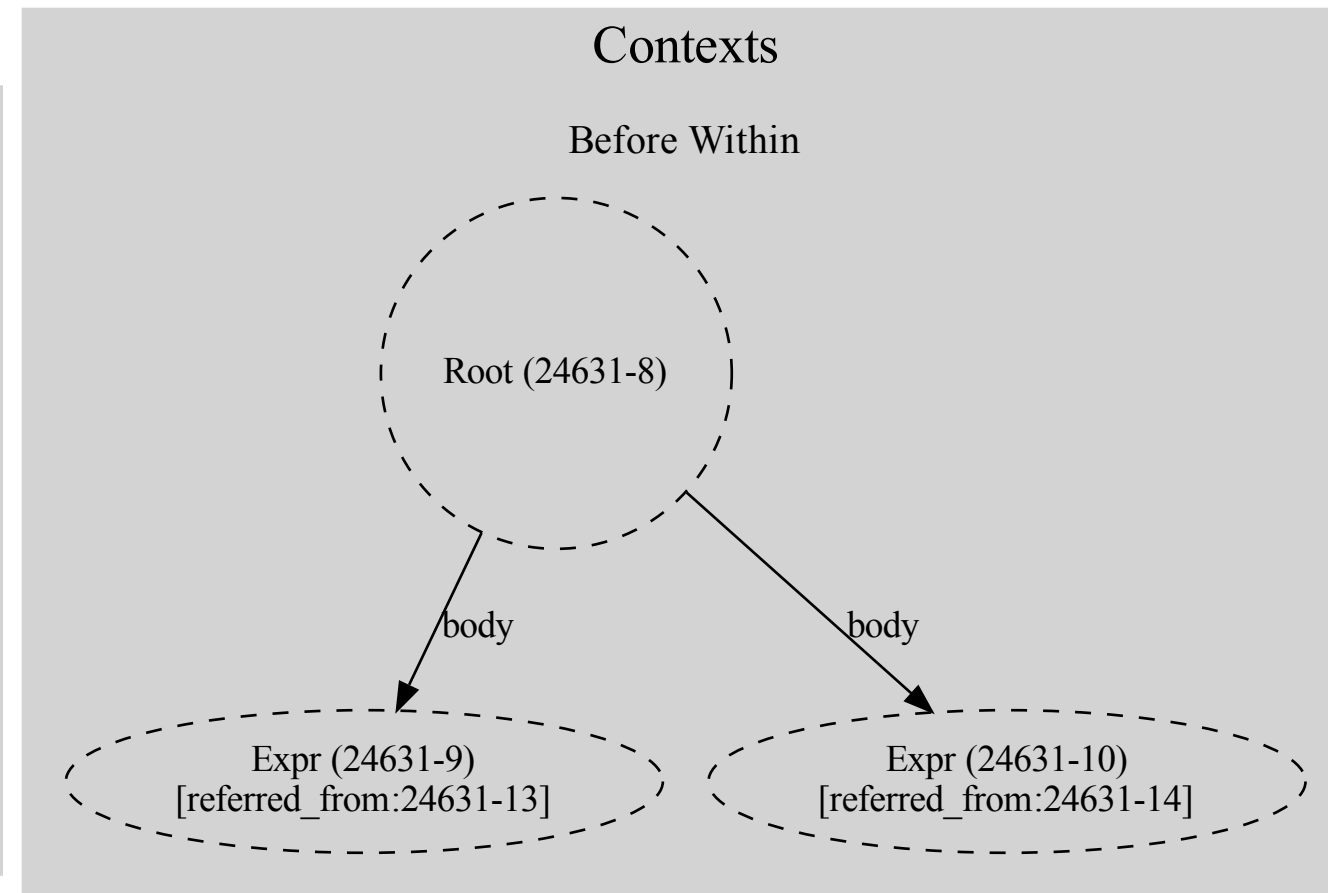 Contexts
Before Within
Root (24631-8)
body
body
Expr (24631-9)
[referred_from:24631-13]
Expr (24631-10)
[referred_from:24631-14]